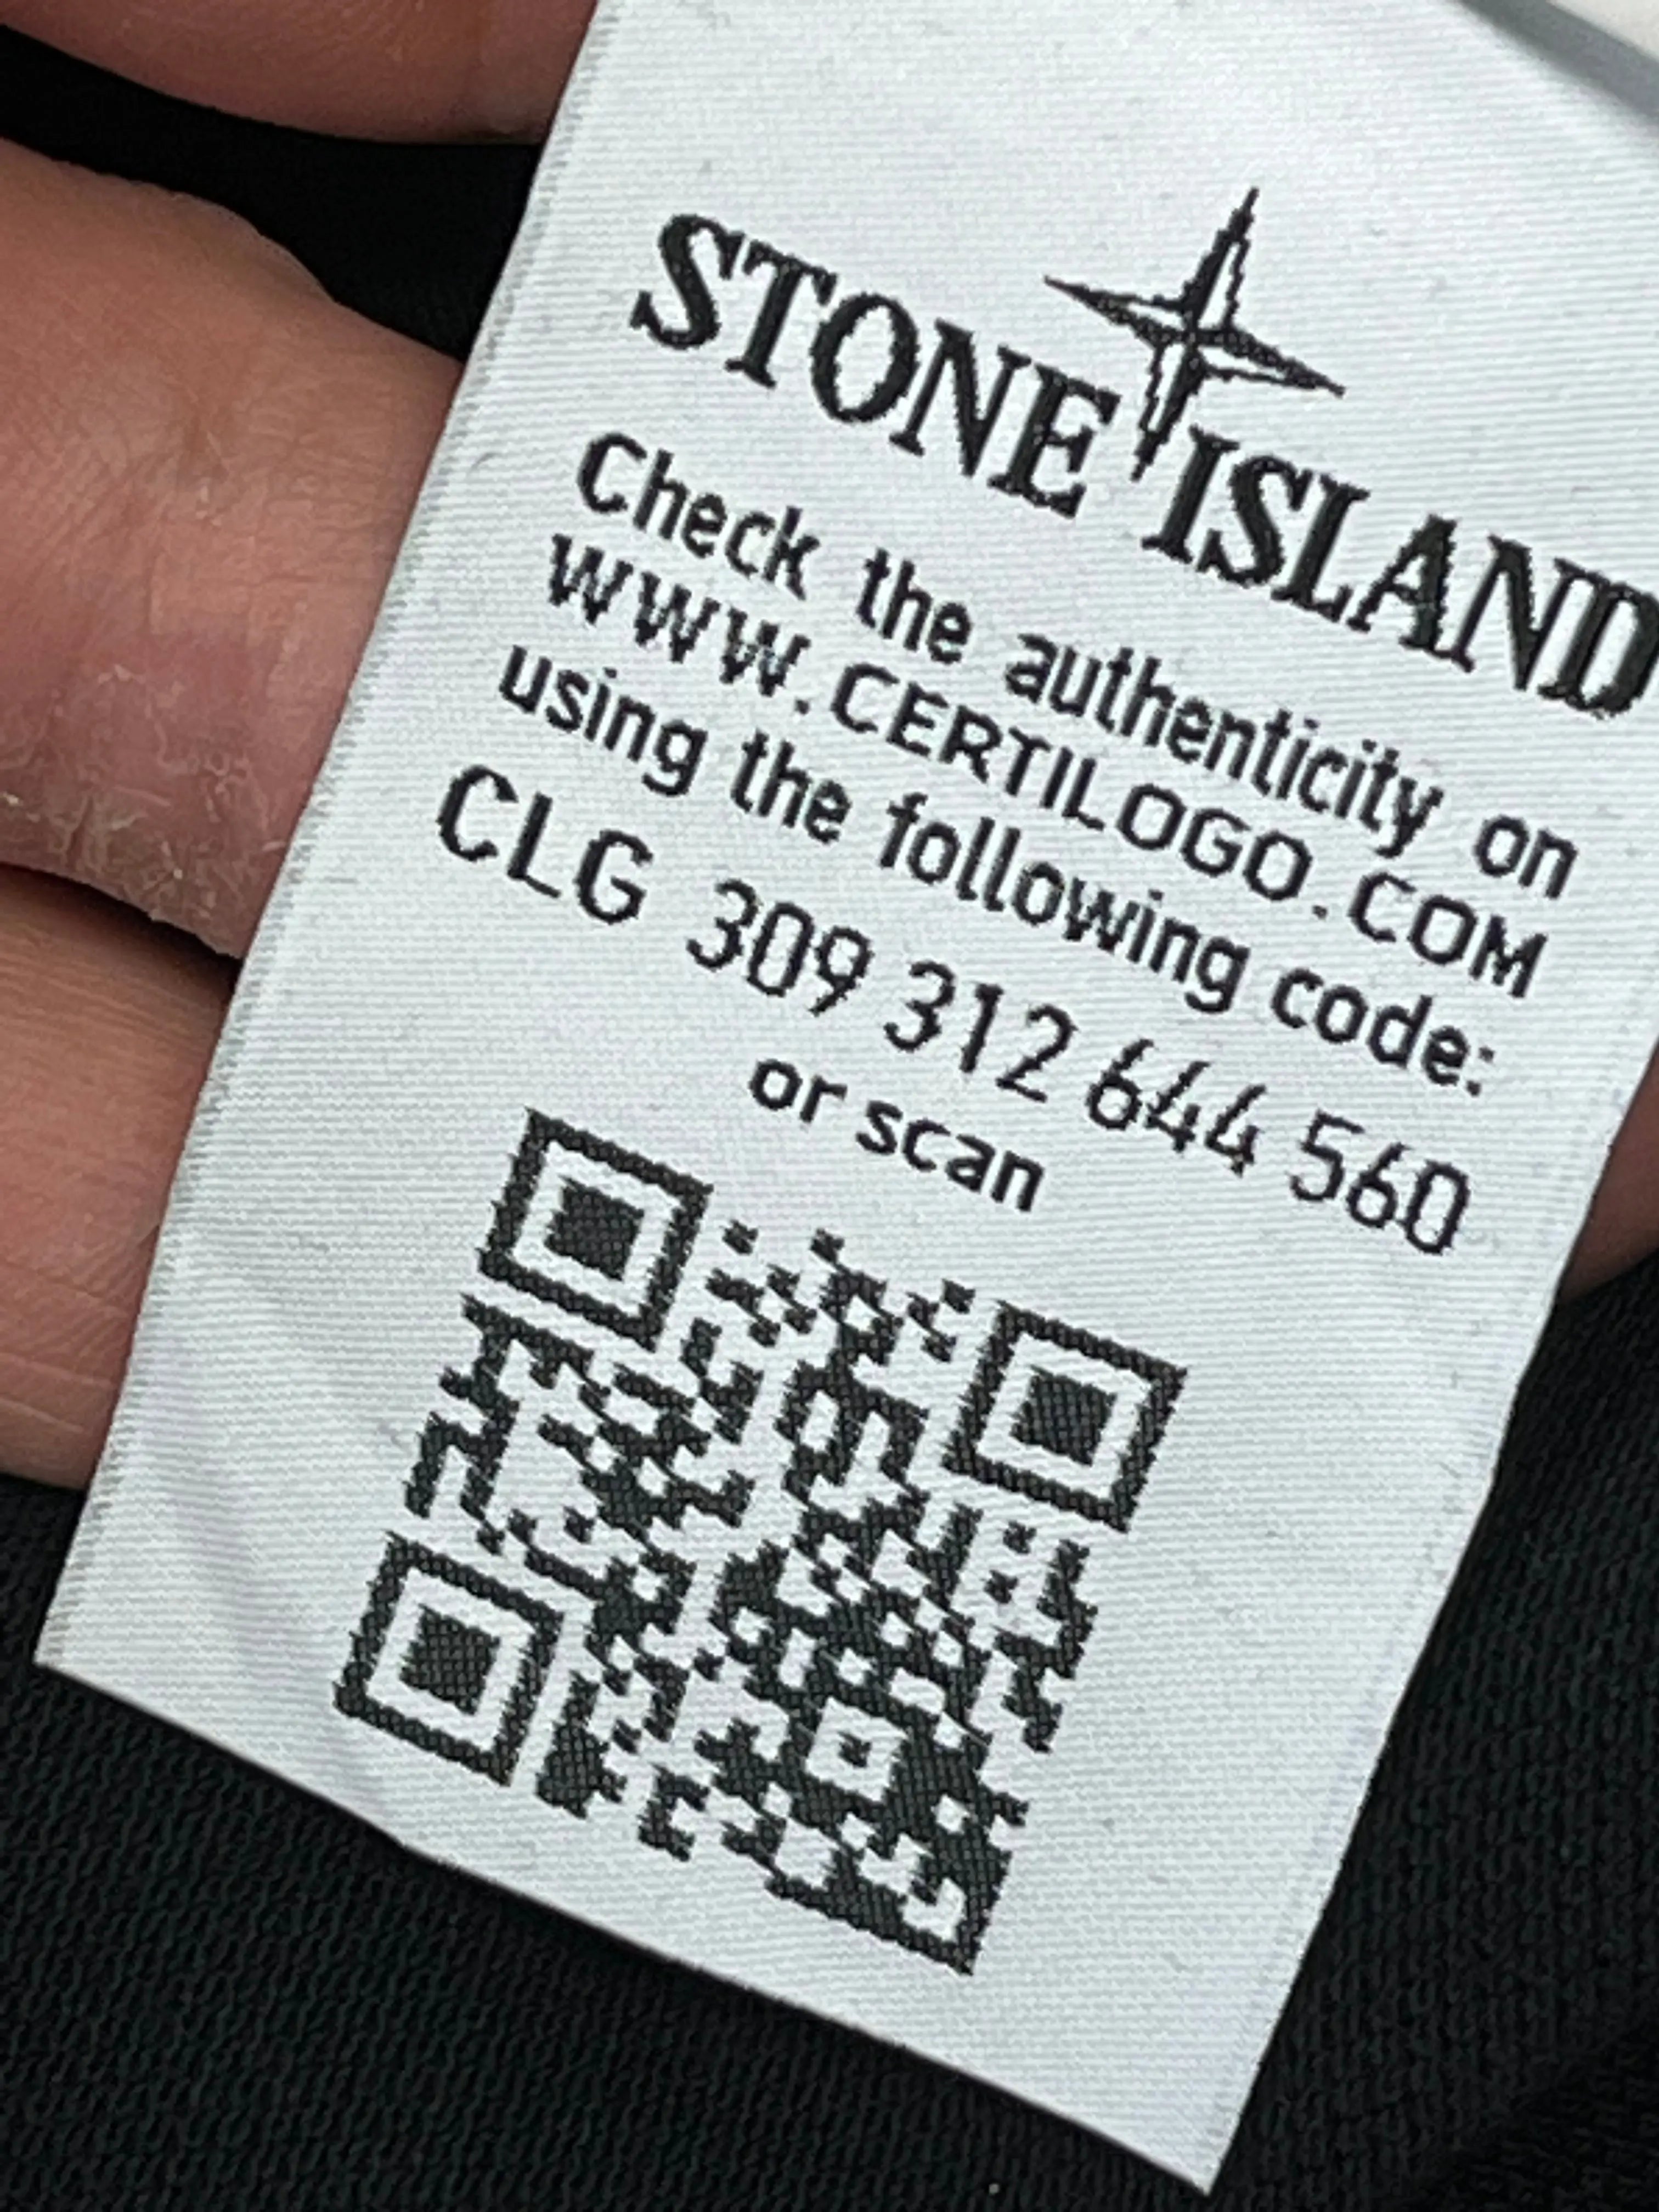 STONE ISLAND
Check the authenticity on
WWW.CERTILOGO.COM
using the following code:
CLG 309 312 644 560
or scan